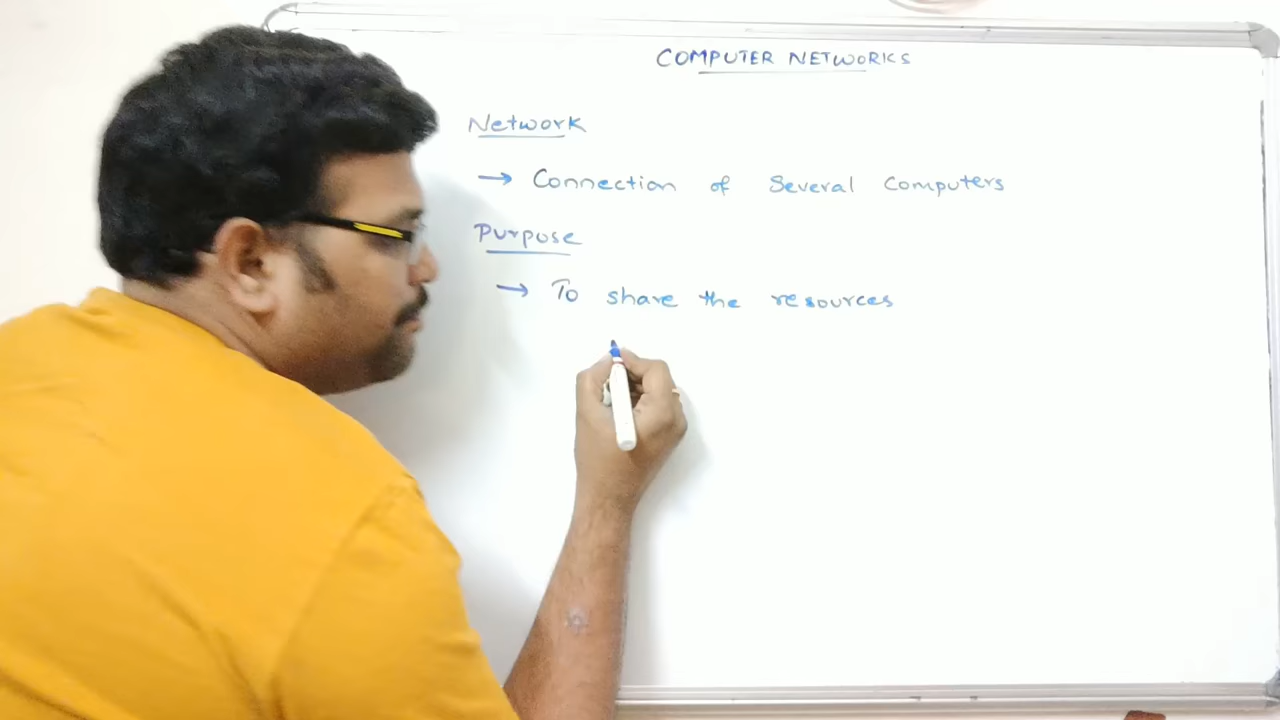 COMPUTER NETWORKS
Network
→ Connection of Several Computers
Purpose
→ To share the resources